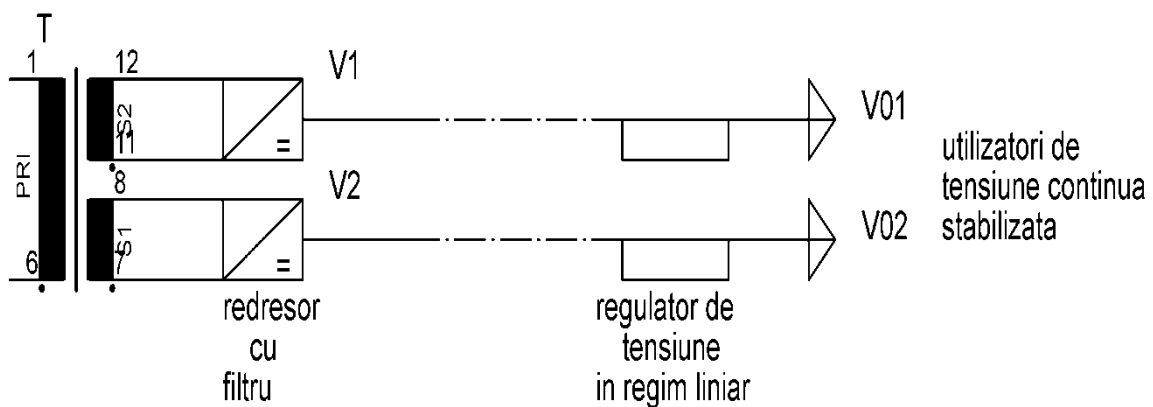 T
1
12
V1
S2
11
=
V01
PRI
8
V2
S1
7
=
V02
6
utilizatori de
tensiune continua
stabilizata
redresor
cu
filtru
regulator de
tensiune
in regim liniar